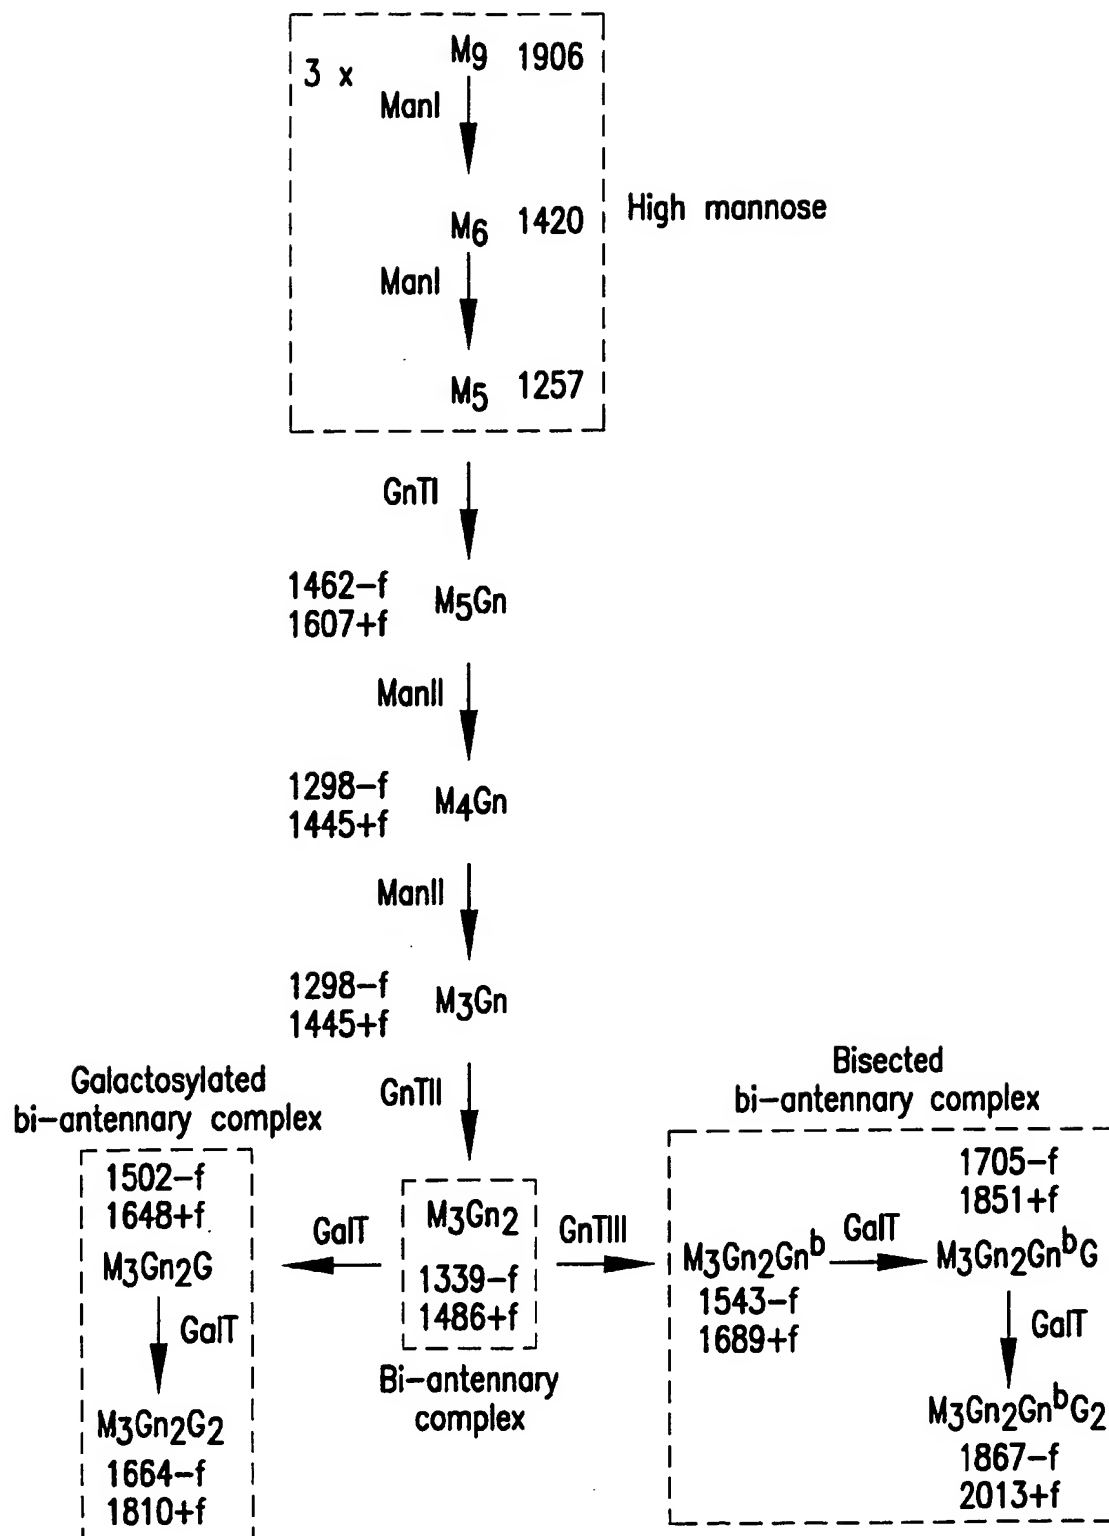 M9 1906
3 x
ManI
M6 1420
High mannose
ManI
M5 1257
GnTI
1462-f
1607+f
M5Gn
ManII
1298-f
1445+f
M4Gn
ManII
1298-f
1445+f
M3Gn
GnTII
Galactosylated
bi-antennary complex
1502-f
1648+f
M3Gn2G
GalT
M3Gn2G2
1664-f
1810+f
GalT
M3Gn2
1339-f
1486+f
Bi-antennary
complex
GnTIII
Bisected
bi-antennary complex
M3Gn2Gnb
1543-f
1689+f
GalT
1705-f
1851+f
M3Gn2GnbG
GalT
M3Gn2GnbG2
1867-f
2013+f